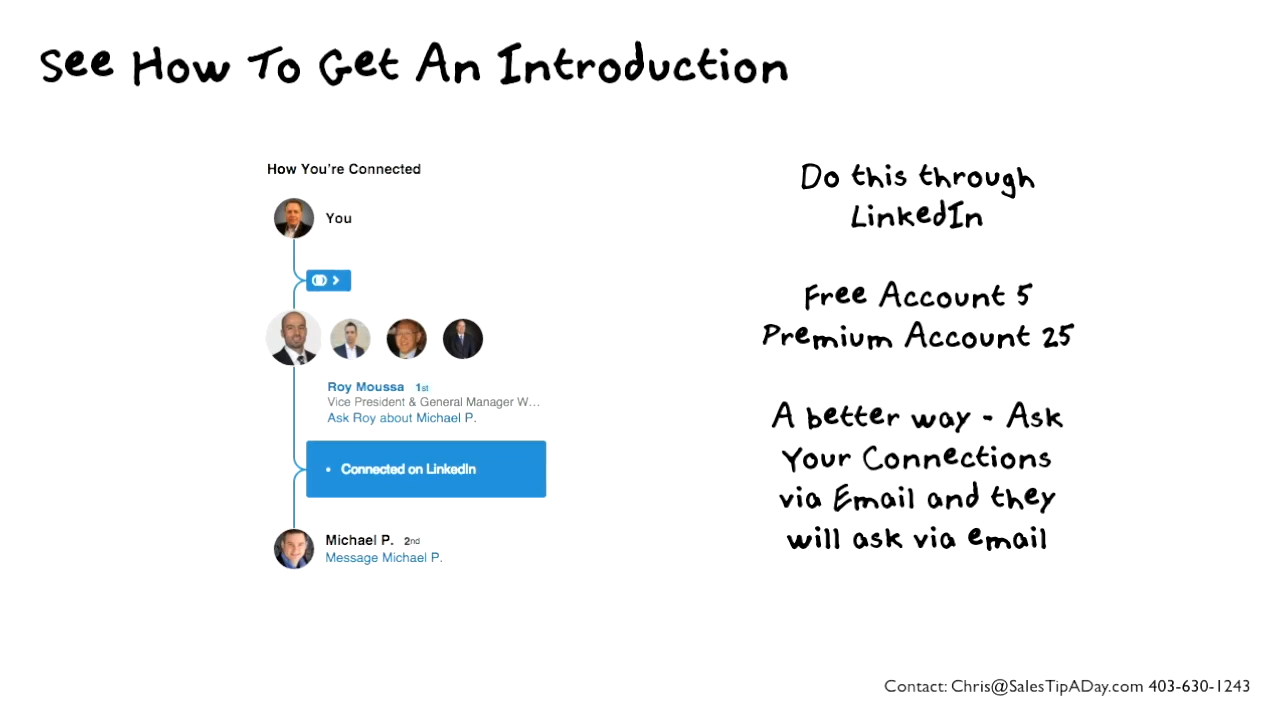 See How To Get An Introduction
How You're Connected
You
Roy Moussa 1st
Vice President & General Manager W...
Ask Roy about Michael P.
• Connected on LinkedIn
Michael P. 2nd
Message Michael P.
Do this through
LinkedIn
Free Account 5
Premium Account 25
A better way - Ask
Your Connections
via Email and they
will ask via email
Contact: Chris@SalesTipADay.com 403-630-1243